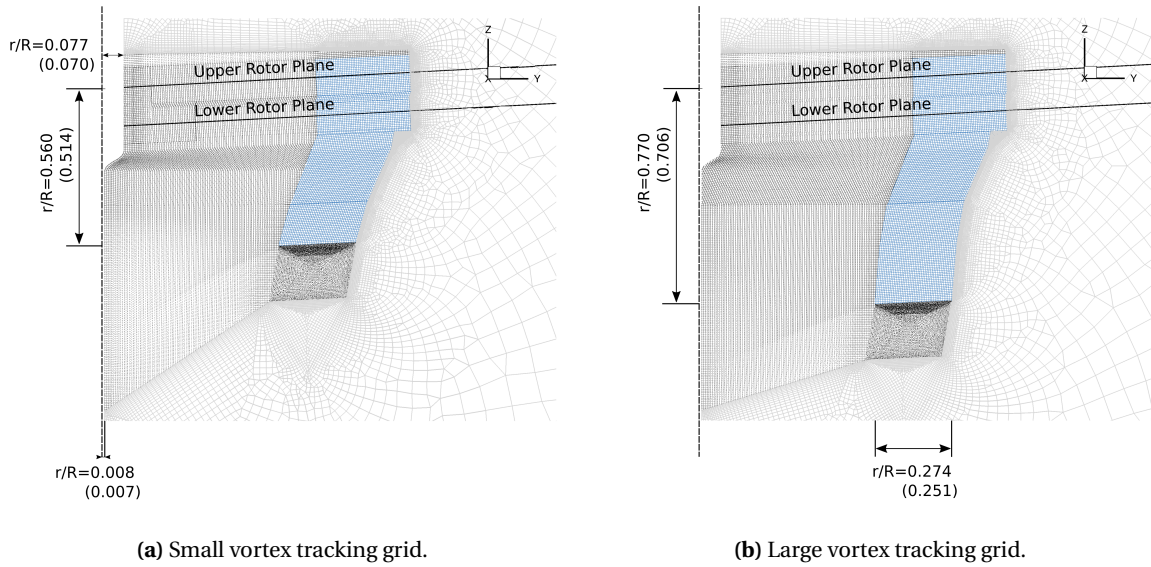 r/R=0.077
(0.070)
Upper Rotor Plane
Lower Rotor Plane
Z
X
Y
r/R=0.560
(0.514)
r/R=0.008
(0.007)
(a) Small vortex tracking grid.
Upper Rotor Plane
Lower Rotor Plane
Z
X
Y
r/R=0.770
(0.706)
r/R=0.274
(0.251)
(b) Large vortex tracking grid.